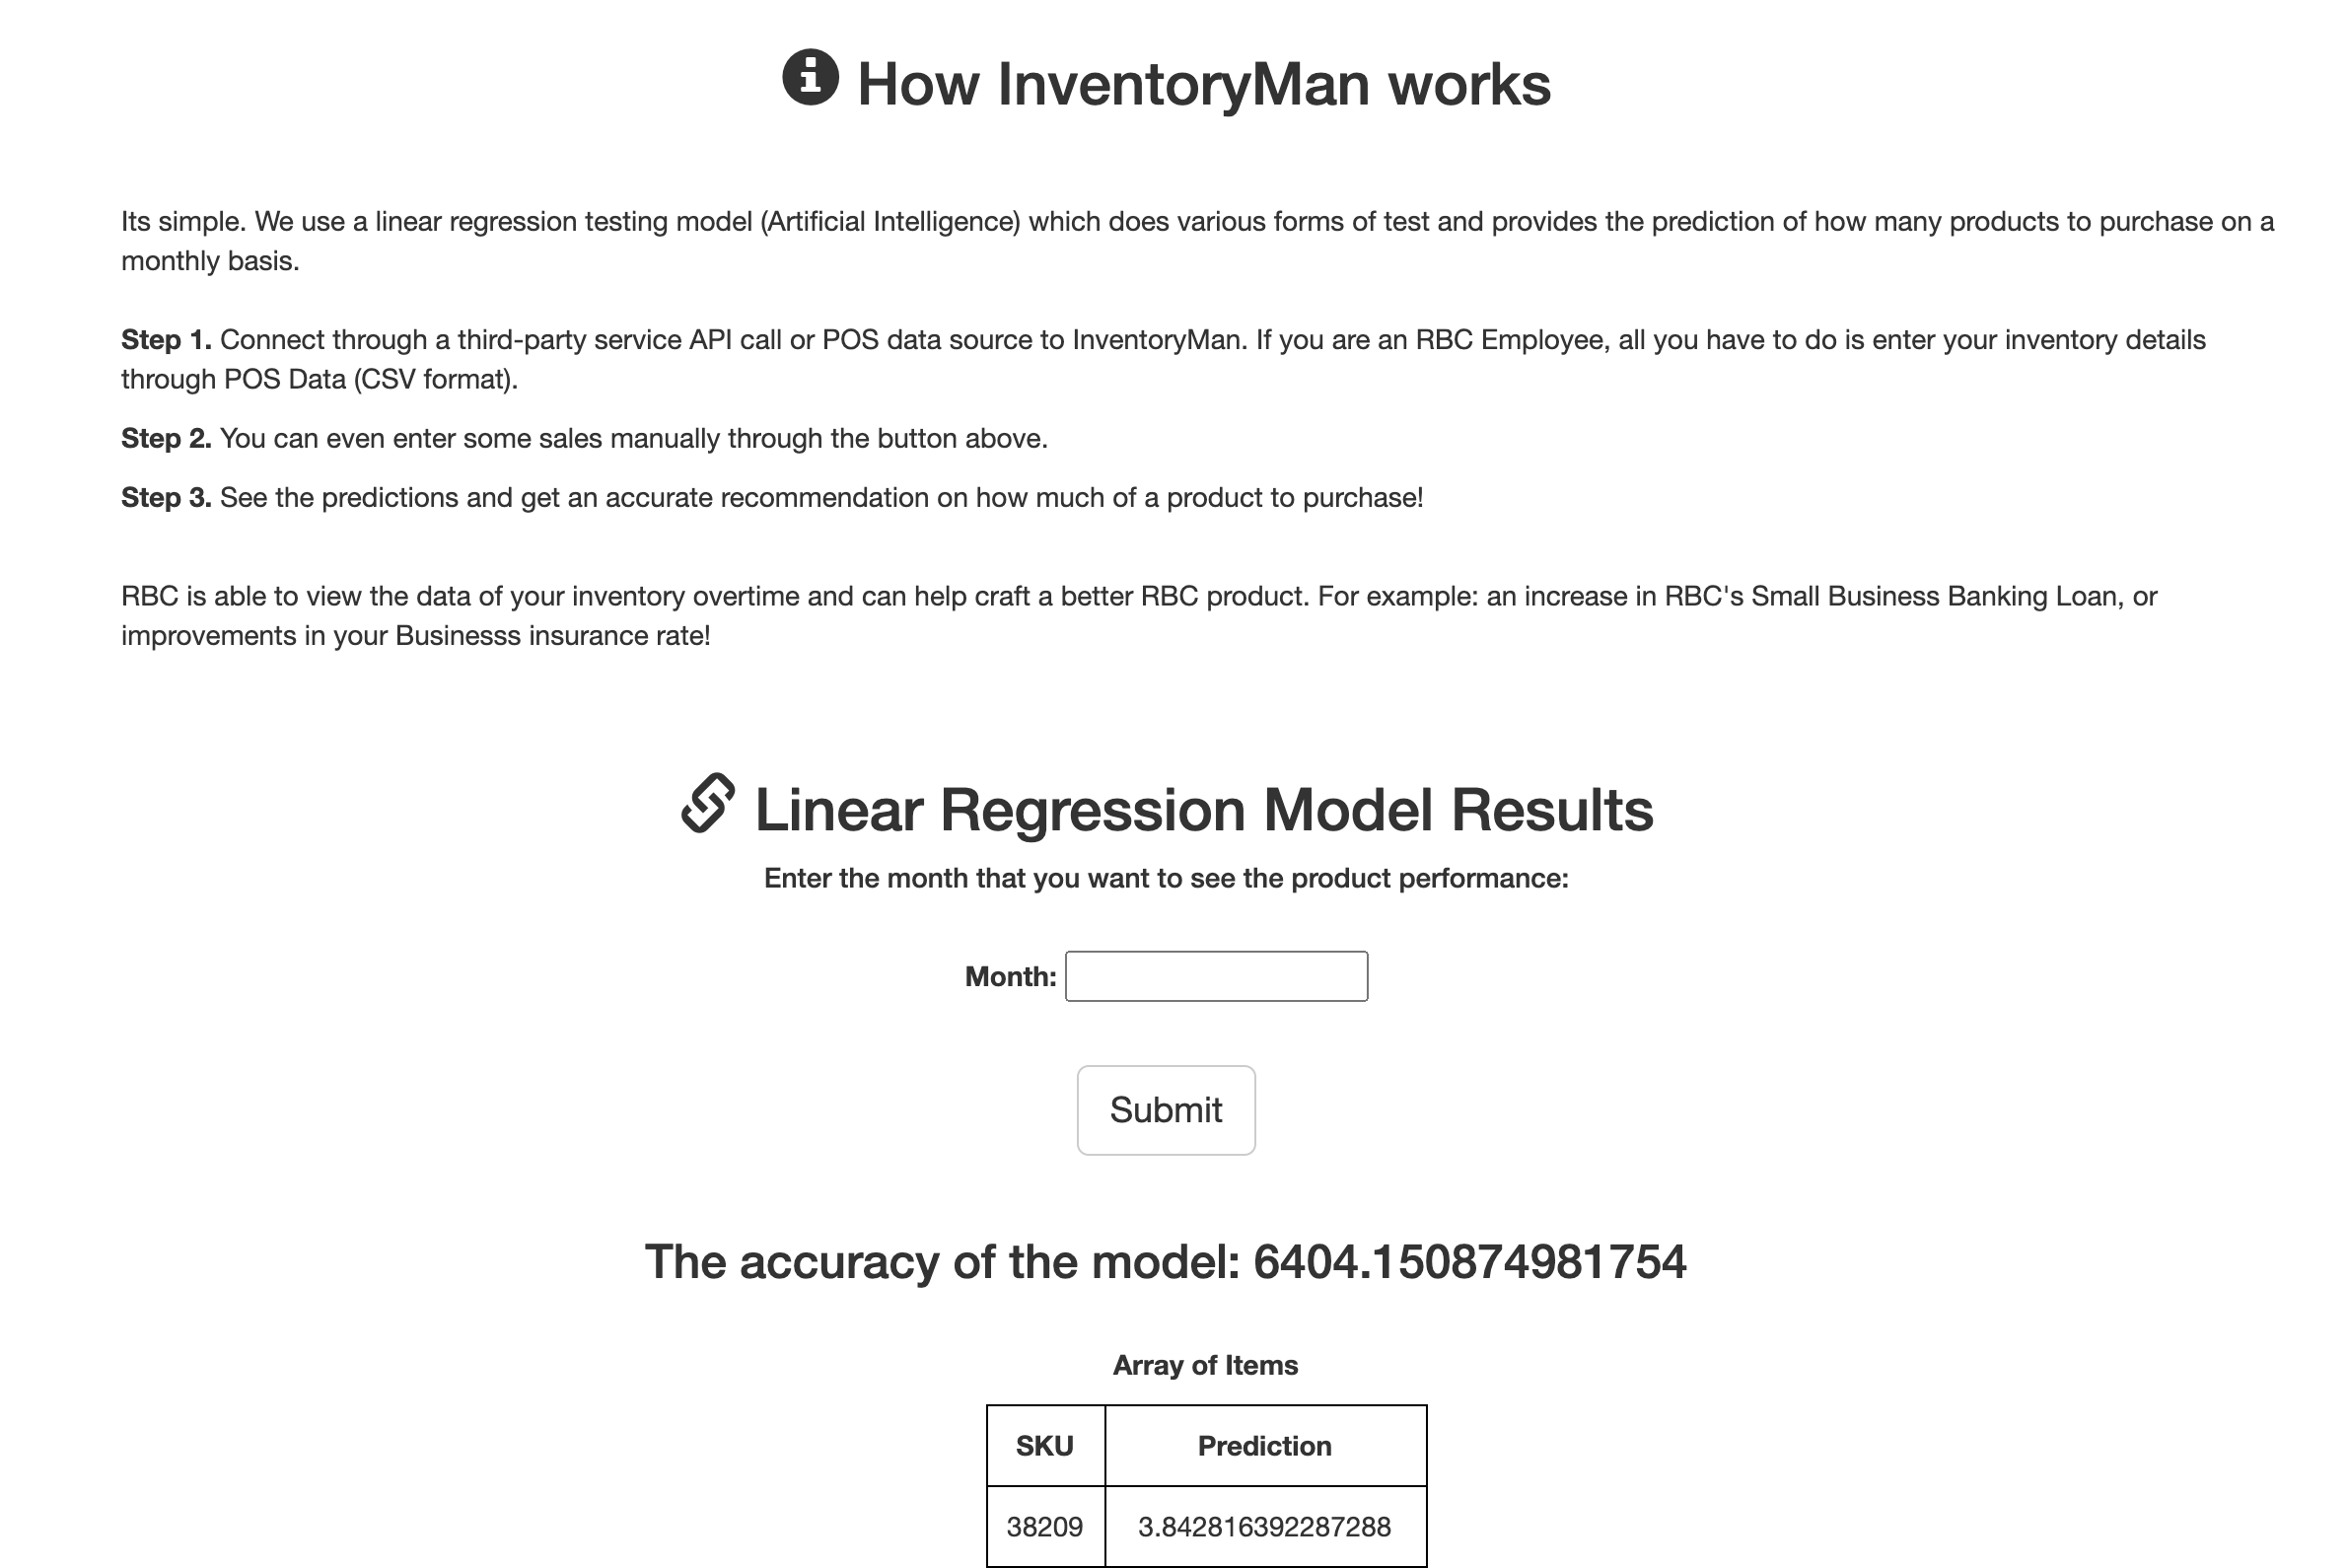 How InventoryMan works
Its simple. We use a linear regression testing model (Artificial Intelligence) which does various forms of test and provides the prediction of how many products to purchase on a
monthly basis.
Step 1. Connect through a third-party service API call or POS data source to InventoryMan. If you are an RBC Employee, all you have to do is enter your inventory details
through POS Data (CSV format).
Step 2. You can even enter some sales manually through the button above.
Step 3. See the predictions and get an accurate recommendation on how much of a product to purchase!
RBC is able to view the data of your inventory overtime and can help craft a better RBC product. For example: an increase in RBC's Small Business Banking Loan, or
improvements in your Businesss insurance rate!
Linear Regression Model Results
Enter the month that you want to see the product performance:
Month:
Submit
The accuracy of the model: 6404.150874981754
Array of Items
SKU Prediction
38209 3.842816392287288